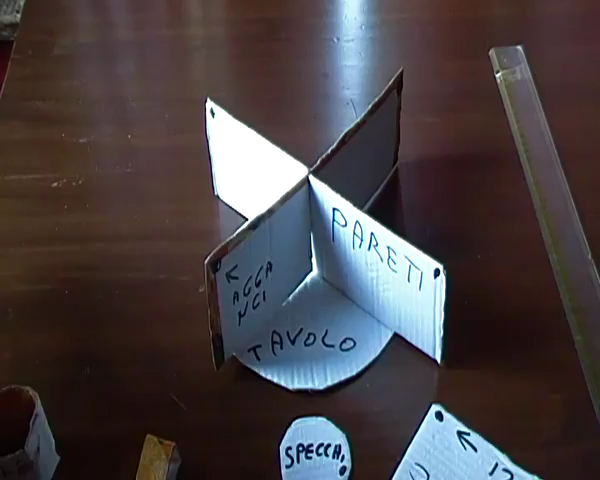 PARETI
← AGGA
NCI
TAVOLO
SPECCH.